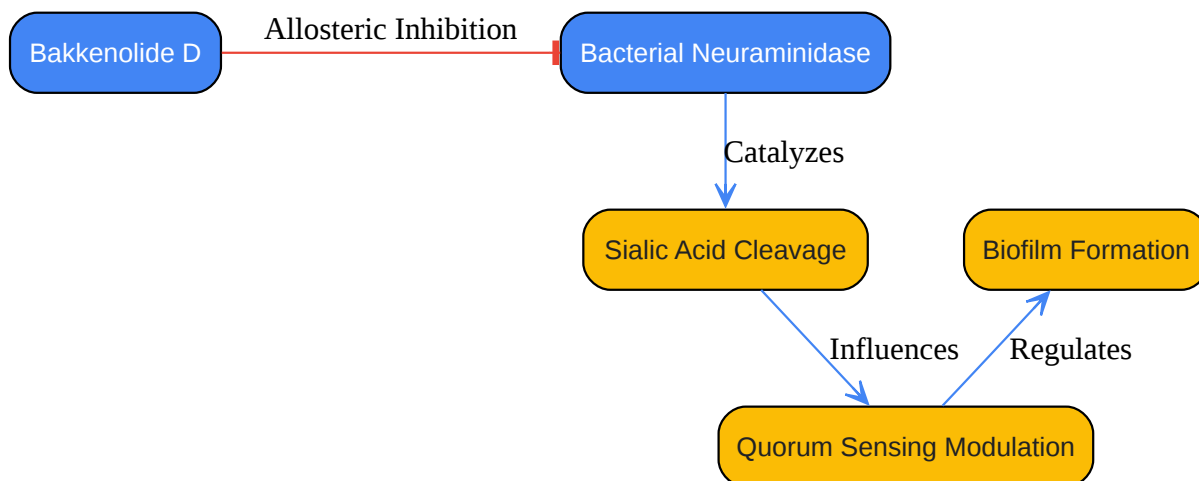 Bakkenolide D
Allosteric Inhibition
Bacterial Neuraminidase
Catalyzes
Sialic Acid Cleavage
Biofilm Formation
Influences
Regulates
Quorum Sensing Modulation